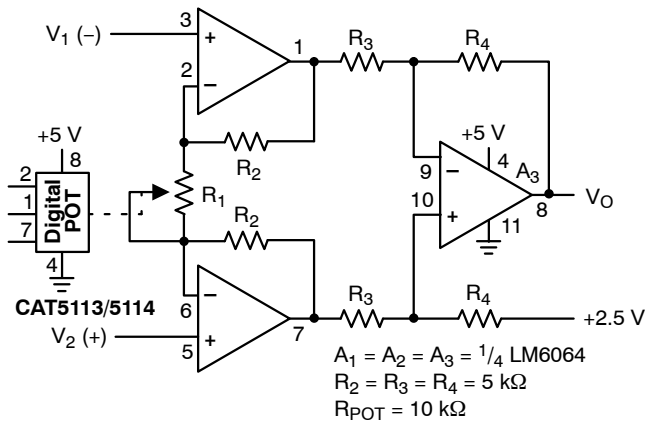 V1 (−)
3
+
1
R3
R4
2
−
+5 V
8
2
1
7
Digital
POT
4
R2
R1
R2
+5 V
4
A3
9
−
10
+
8
VO
11
CAT5113/5114
6
−
7
R3
R4
+2.5 V
V2 (+)
5
+
A1 = A2 = A3 = 1/4 LM6064
R2 = R3 = R4 = 5 kΩ
RPOT = 10 kΩ